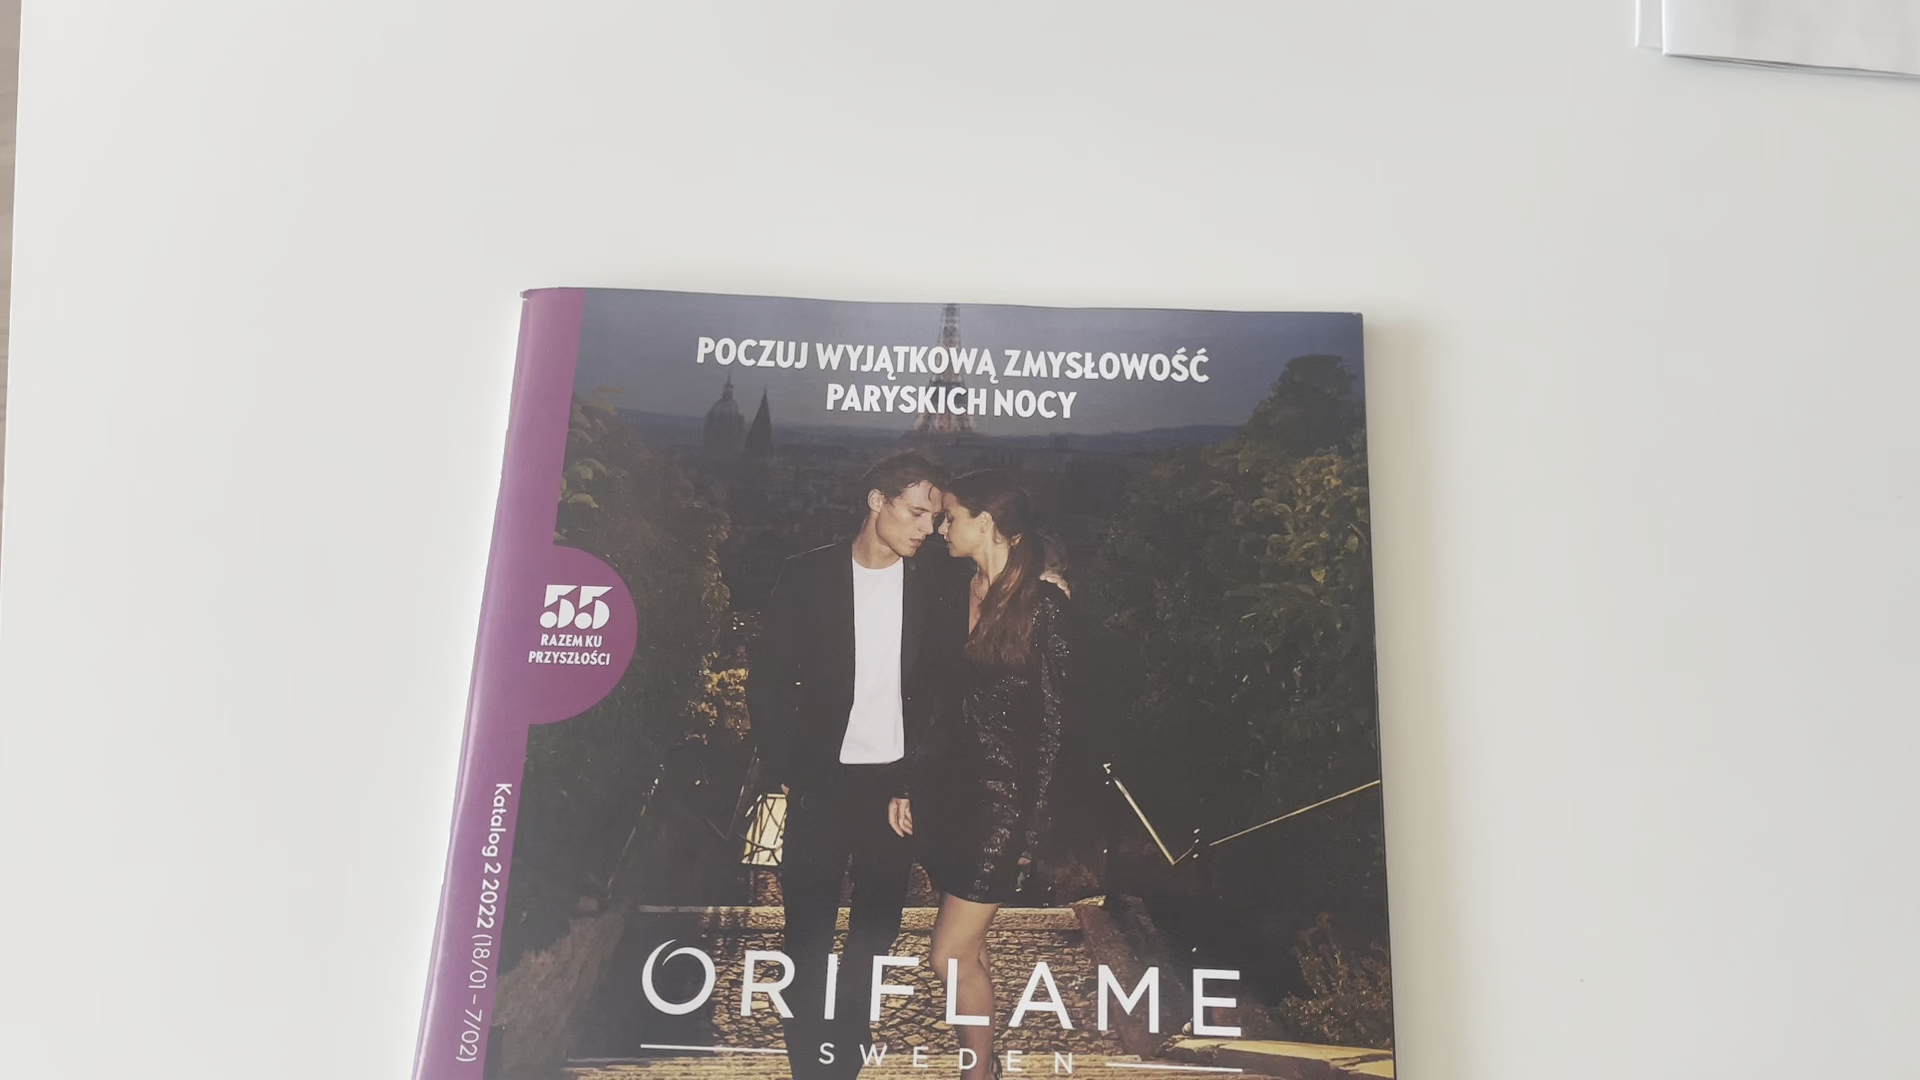 POCZUJ WYJĄTKOWĄ ZMYSŁOWOŚĆ
PARYSKICH NOCY
55
RAZEM KU
PRZYSZŁOŚCI
Katalog 2 2022 (18/01 – 7/02)
ORIFLAME
SWEDEN